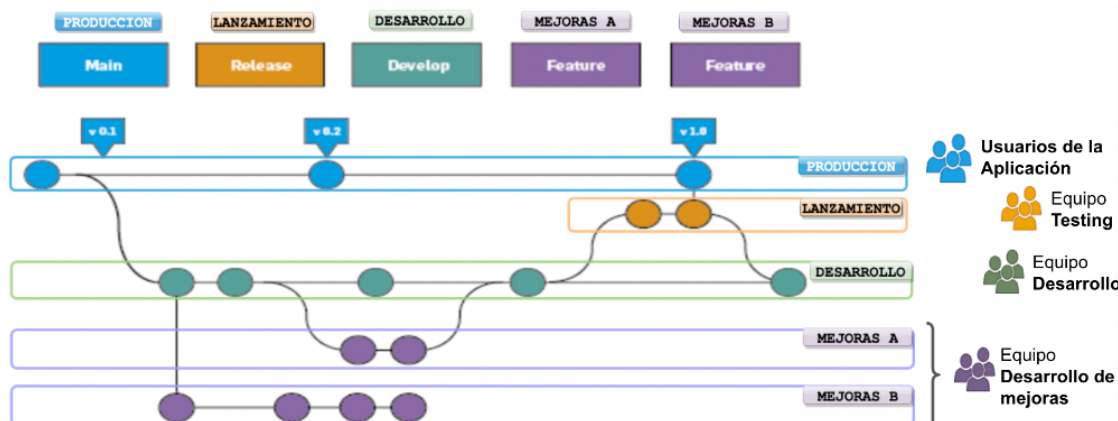 PRODUCCION
LANZAMIENTO
DESARROLLO
MEJORAS A
MEJORAS B
Main
Release
Develop
Feature
Feature
v 0.1
v 0.2
v 1.0
PRODUCCION
Usuarios de la
Aplicación
LANZAMIENTO
Equipo
Testing
DESARROLLO
Equipo
Desarrollo
MEJORAS A
MEJORAS B
Equipo
Desarrollo de
mejoras